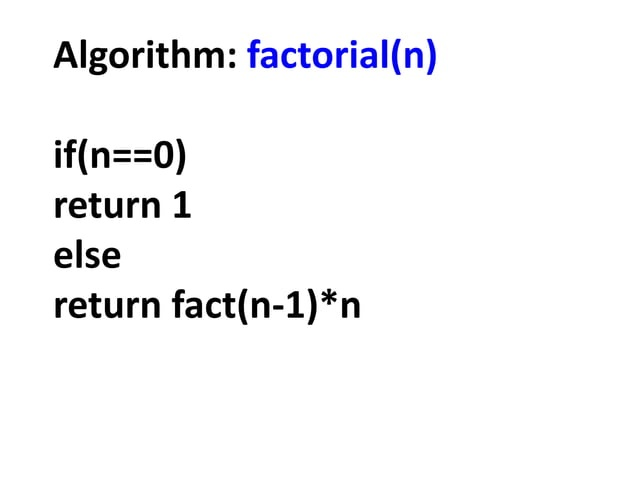 Algorithm: factorial(n)
if(n==0)
return 1
else
return fact(n-1)*n